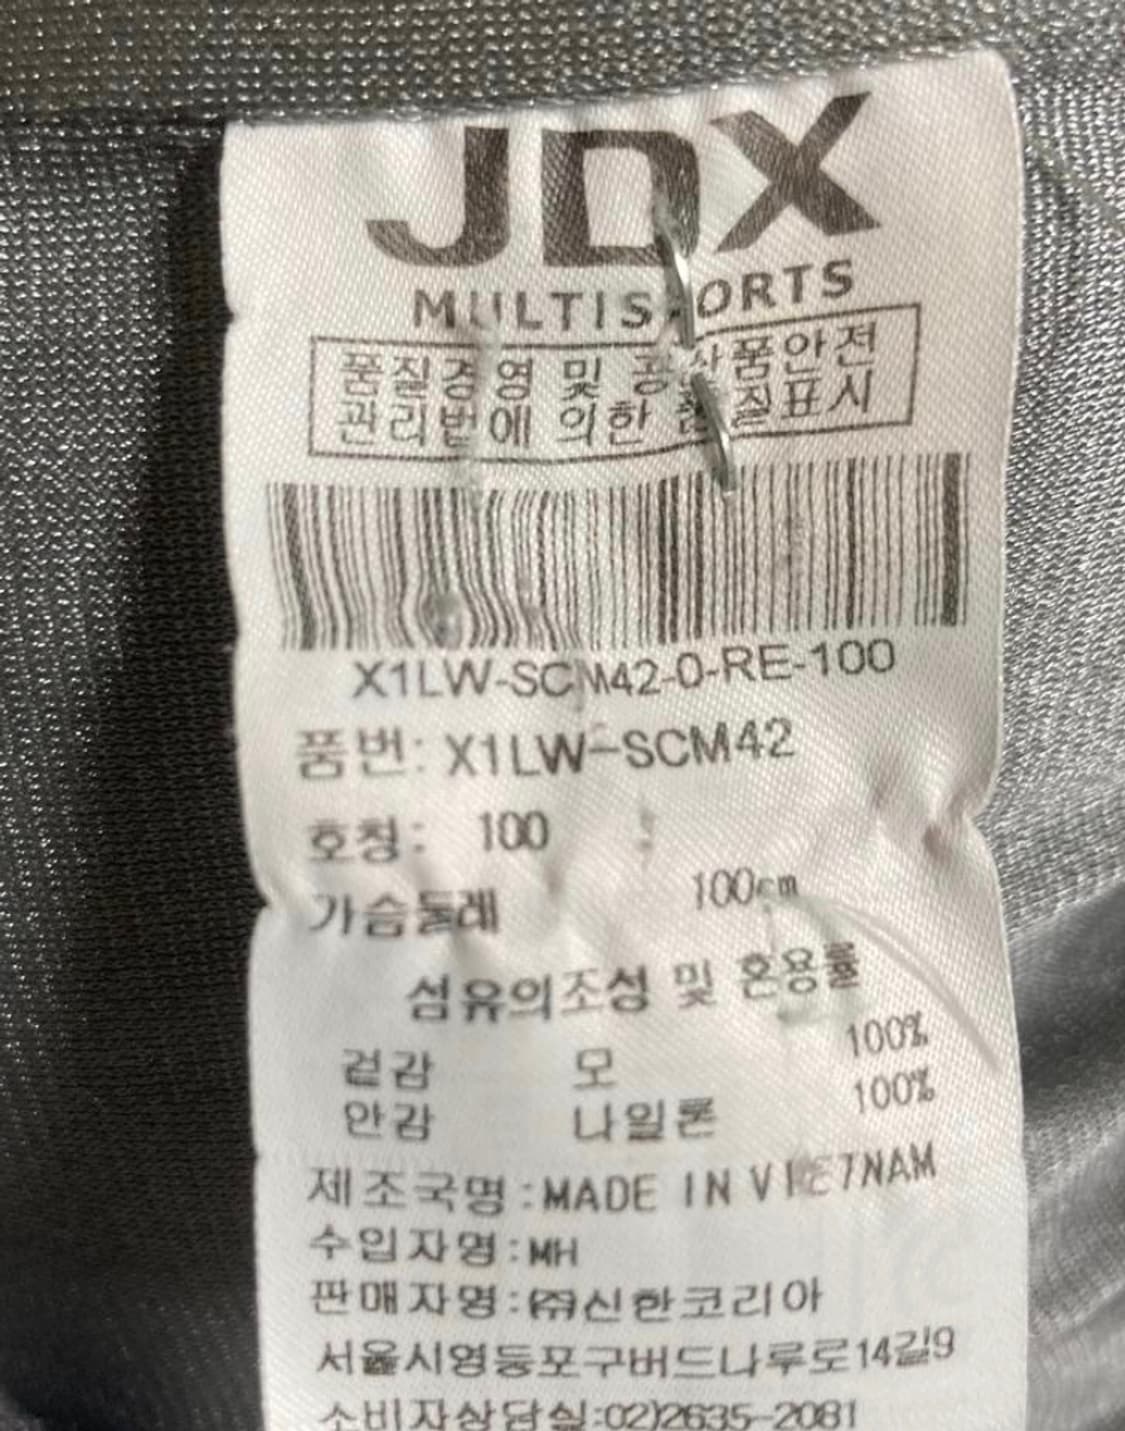 JDX
MULTISPORTS
품질경영 및 공산품안전
관리법에 의한 품질표시
X1LW-SCM42-0-RE-100
품번: X1LW-SCM42
호칭: 100
가슴둘레 100cm
섬유의조성 및 혼용률
겉감 모 100%
안감 나일론 100%
제조국명:MADE IN VIETNAM
수입자명:MH
판매자명:㈜신한코리아
서울시영등포구버드나루로14길9
소비자상담실:02)2635-2081